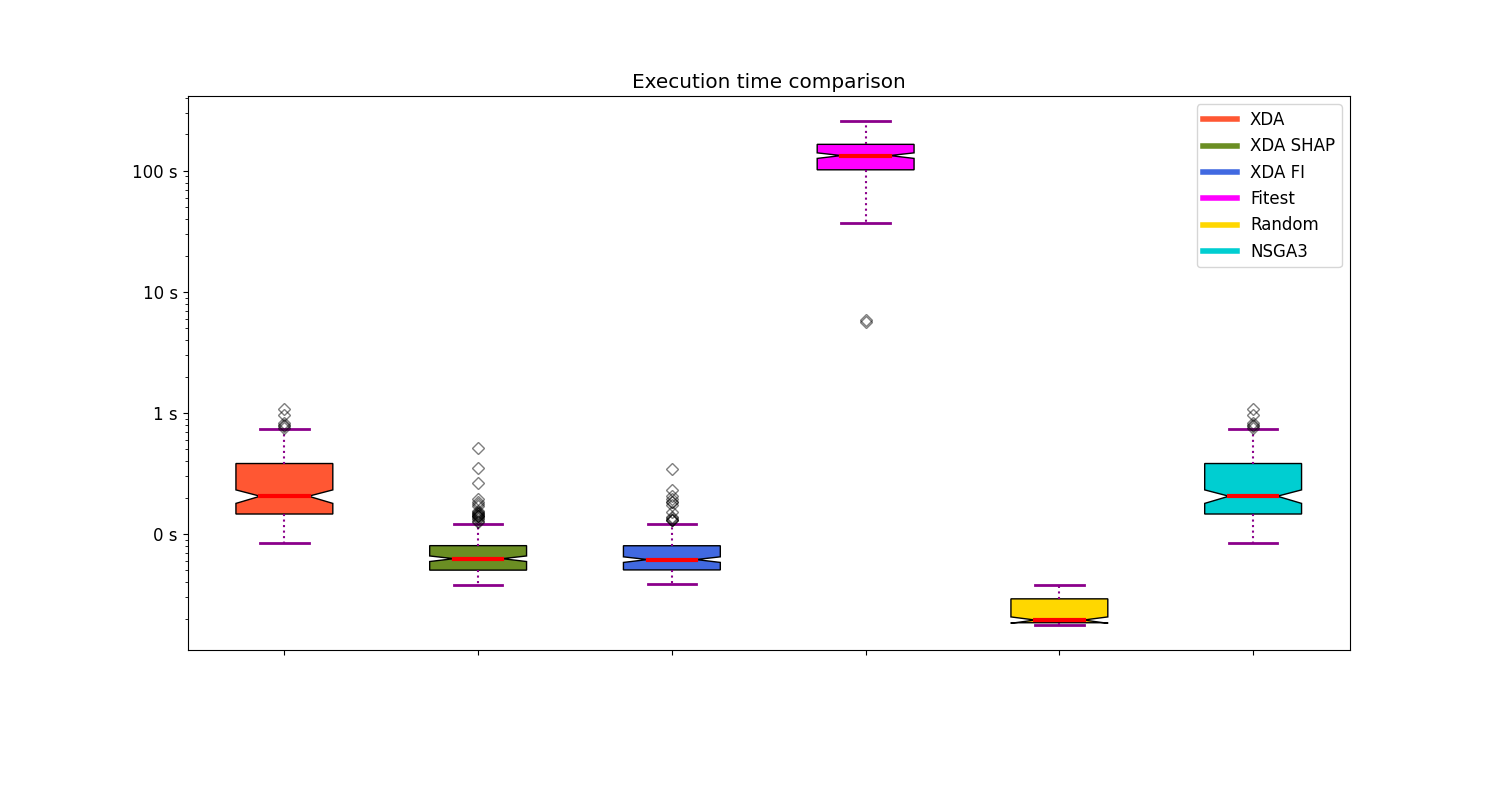 Execution time comparison
100 s
10 s
1 s
0 s
XDA
XDA SHAP
XDA FI
Fitest
Random
NSGA3